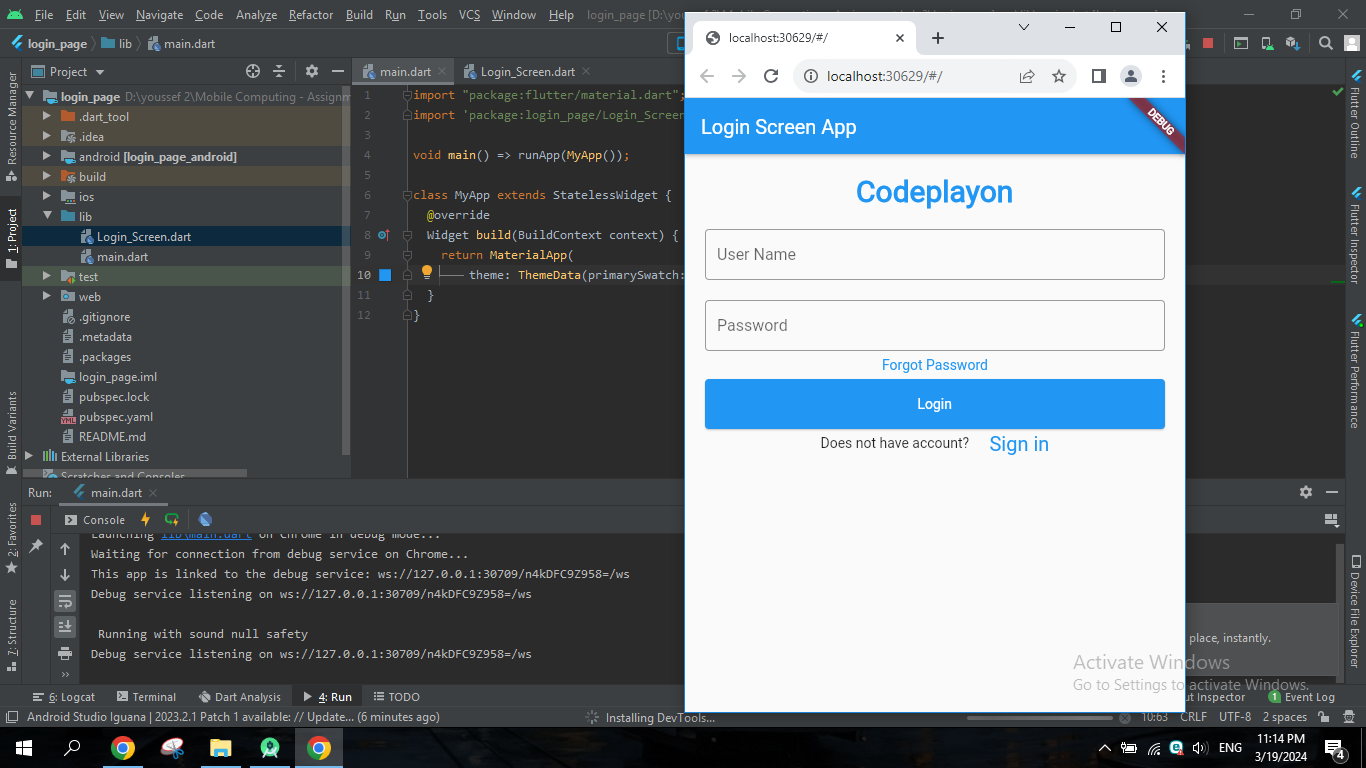 File Edit View Navigate Code Analyze Refactor Build Run Tools VCS Window Help login_page
login_page lib main.dart
Project
main.dart
Login_Screen.dart
Resource Manager
1: Project
Build Variants
2: Favorites
7: Structure
login_page D:\youssef 2\Mobile Computing - Assignm
.dart_tool
.idea
android [login_page_android]
build
ios
lib
Login_Screen.dart
main.dart
test
web
.gitignore
.metadata
.packages
login_page.iml
pubspec.lock
pubspec.yaml
README.md
External Libraries
Scratches and Consoles
1 import "package:flutter/material.dart";
2 import 'package:login_page/Login_Screen
3
4 void main() => runApp(MyApp());
5
6 class MyApp extends StatelessWidget {
7 @override
8 Widget build(BuildContext context) {
9 return MaterialApp(
10 theme: ThemeData(primarySwatch:
11 }
12 }
localhost:30629/#/
localhost:30629/#/
Login Screen App
DEBUG
Codeplayon
User Name
Password
Forgot Password
Login
Does not have account? Sign in
Flutter Outline
Flutter Inspector
Flutter Performance
Device File Explorer
Run: main.dart
Console
Launching lib\main.dart on Chrome in debug mode...
Waiting for connection from debug service on Chrome...
This app is linked to the debug service: ws://127.0.0.1:30709/n4kDFC9Z958=/ws
Debug service listening on ws://127.0.0.1:30709/n4kDFC9Z958=/ws
Running with sound null safety
Debug service listening on ws://127.0.0.1:30709/n4kDFC9Z958=/ws
place, instantly.
Activate Windows
Go to Settings to activate Windows.
6: Logcat Terminal Dart Analysis 4: Run TODO
ut Inspector 1 Event Log
Android Studio Iguana | 2023.2.1 Patch 1 available: // Update... (6 minutes ago)
Installing DevTools...
10:63 CRLF UTF-8 2 spaces
ENG
11:14 PM
3/19/2024
4